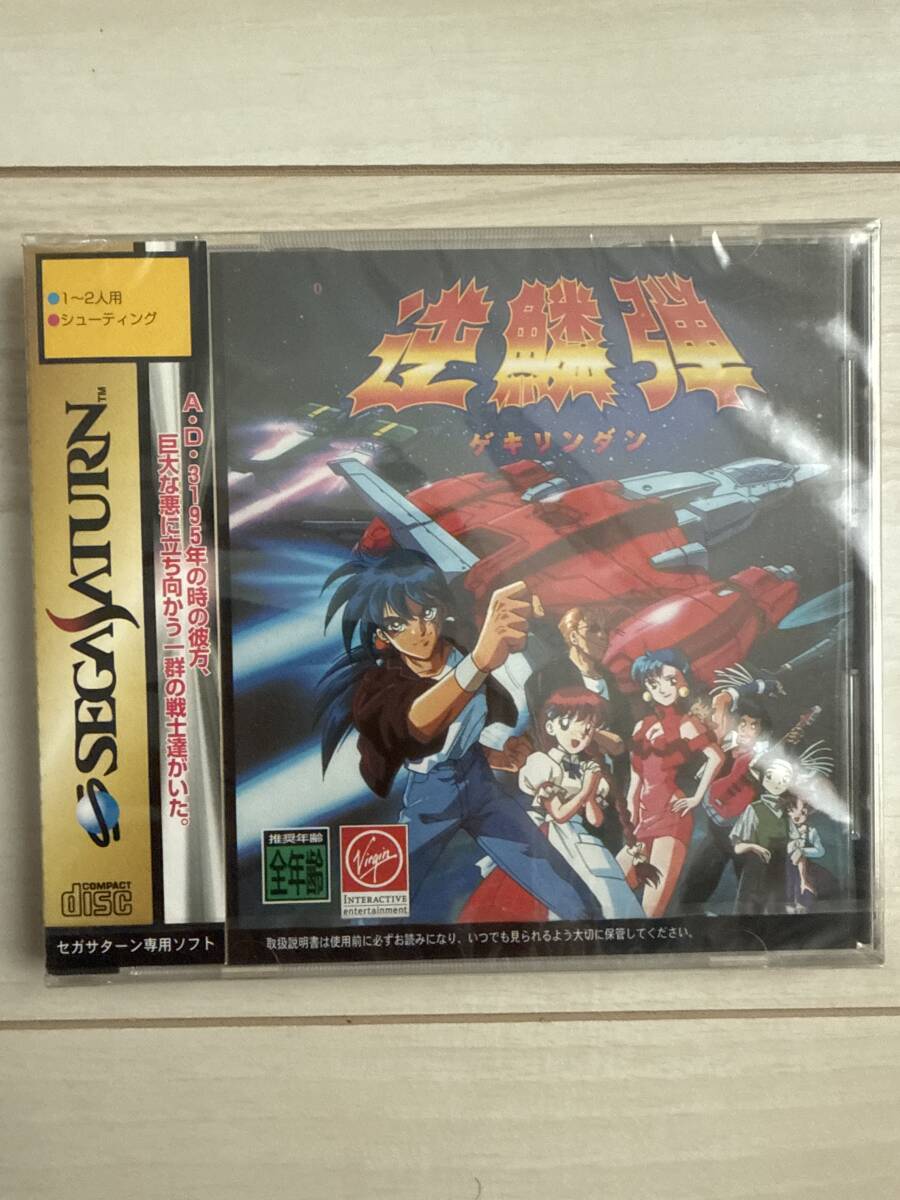 ●1〜2人用
●シューティング
SEGA SATURN™
A・D・3195年の時の彼方、
巨大な悪に立ち向かう一群の戦士達がいた。
COMPACT
disc
セガサターン専用ソフト
逆鱗弾
ゲキリンダン
推奨年齢
全年齢
Virgin
INTERACTIVE
entertainment
取扱説明書は使用前に必ずお読みになり、いつでも見られるよう大切に保管してください。